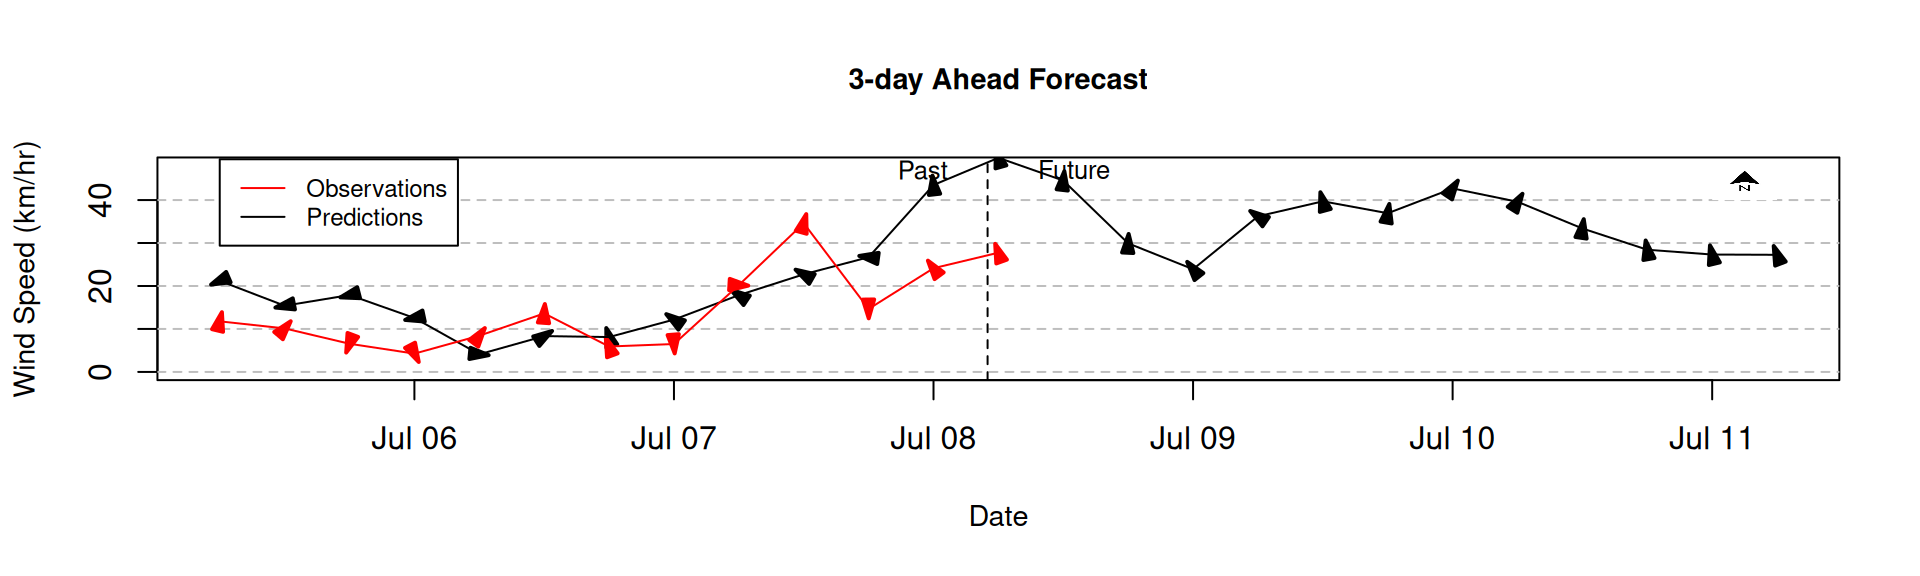 3-day Ahead Forecast
Wind Speed (km/hr)
40
20
0
Observations
Predictions
Past
Future
N
Jul 06
Jul 07
Jul 08
Jul 09
Jul 10
Jul 11
Date